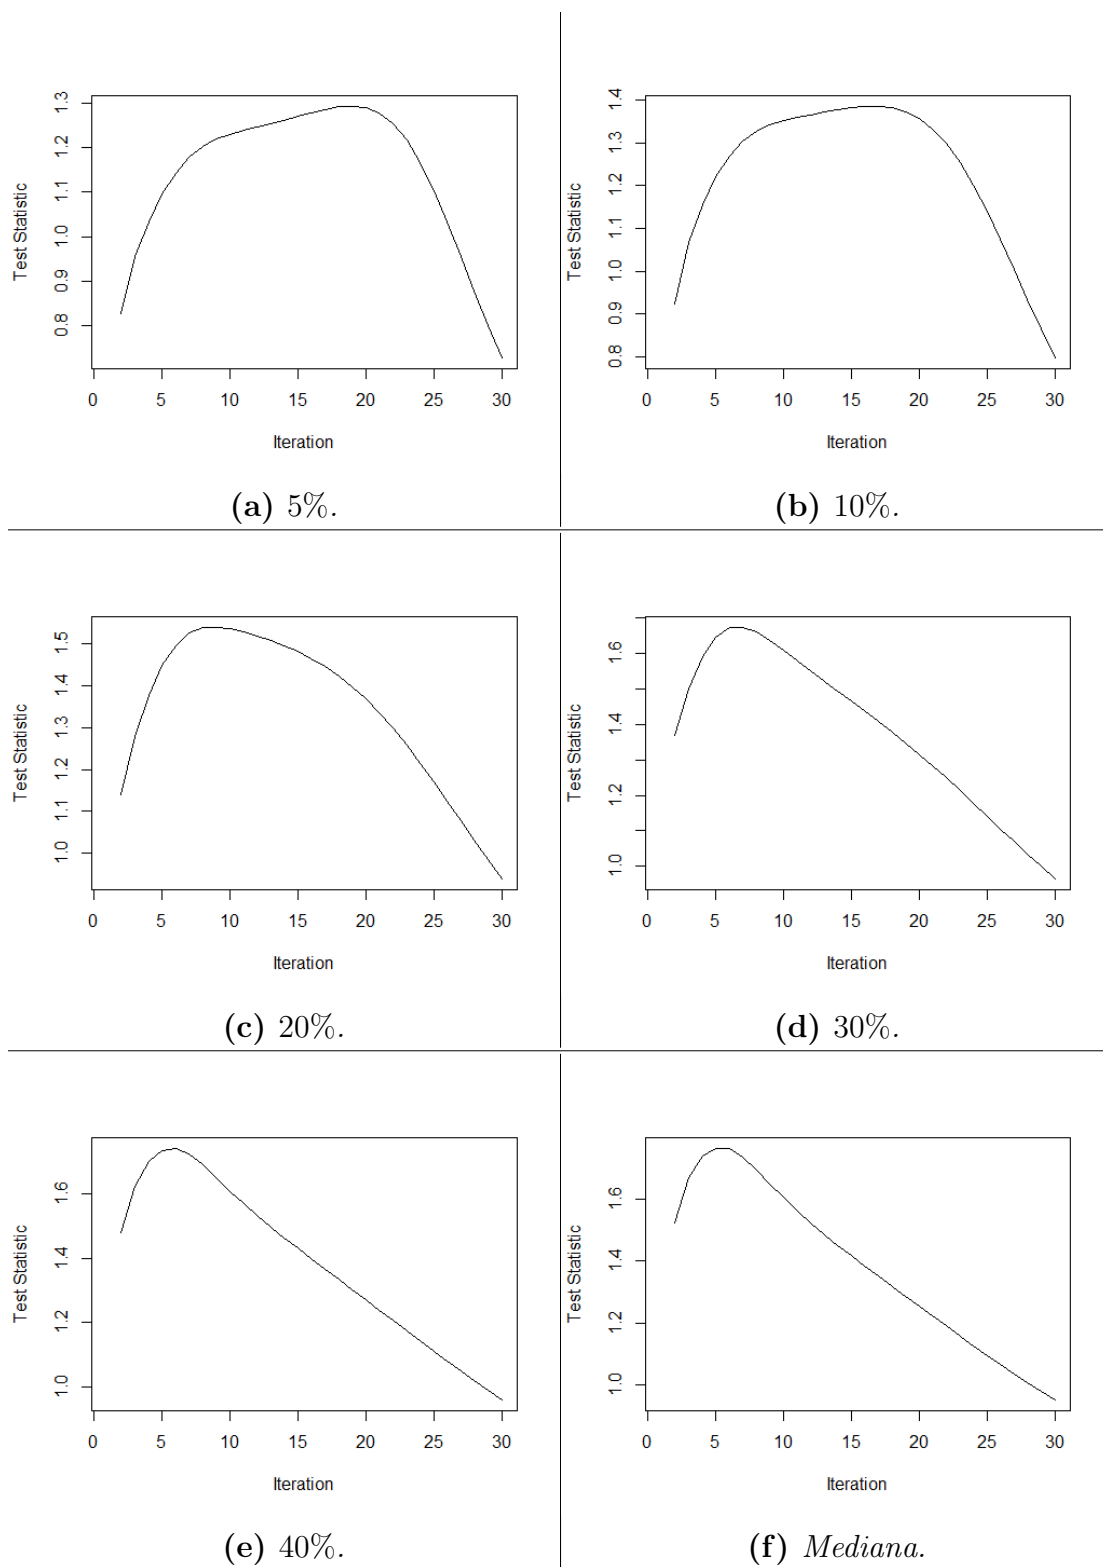 Test Statistic
0.8 0.9 1.0 1.1 1.2 1.3
0 5 10 15 20 25 30
Iteration
(a) 5%.
Test Statistic
0.8 0.9 1.0 1.1 1.2 1.3 1.4
0 5 10 15 20 25 30
Iteration
(b) 10%.
Test Statistic
1.0 1.1 1.2 1.3 1.4 1.5
0 5 10 15 20 25 30
Iteration
(c) 20%.
Test Statistic
1.0 1.2 1.4 1.6
0 5 10 15 20 25 30
Iteration
(d) 30%.
Test Statistic
1.0 1.2 1.4 1.6
0 5 10 15 20 25 30
Iteration
(e) 40%.
Test Statistic
1.0 1.2 1.4 1.6
0 5 10 15 20 25 30
Iteration
(f) Mediana.